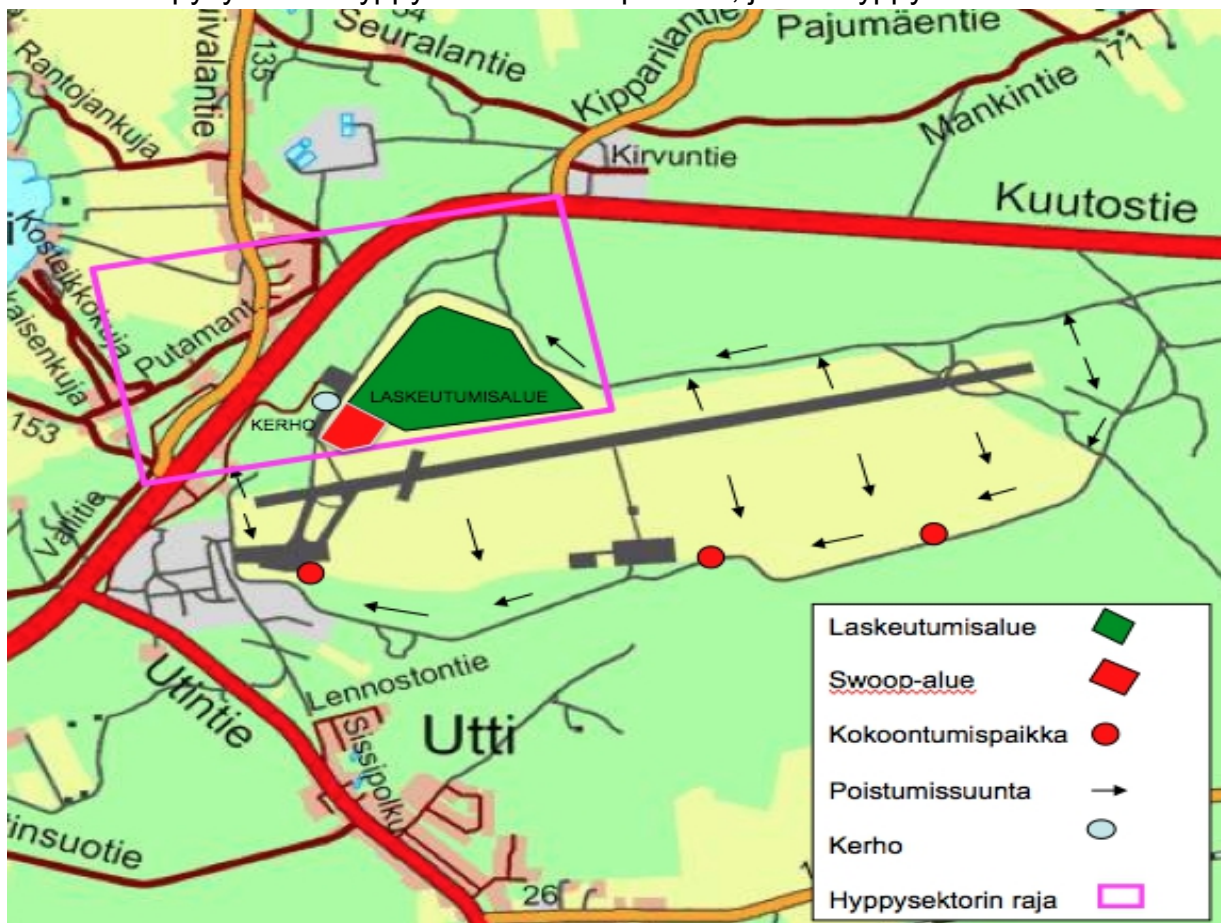 Seuralantie
Pajumäentie
171
135
Kipparilantie
Mankintie
Rantojankuja
Kirvuntie
Kuutostie
Kosteikkokuja
Putamant
LASKEUTUMISALUE
KERHO
153
Vallitie
Utintie
Lennostontie
Utti
Sissipolku
26
Laskeutumisalue
Swoop-alue
Kokoontumispaikka
Poistumissuunta
Kerho
Hyppysektorin raja